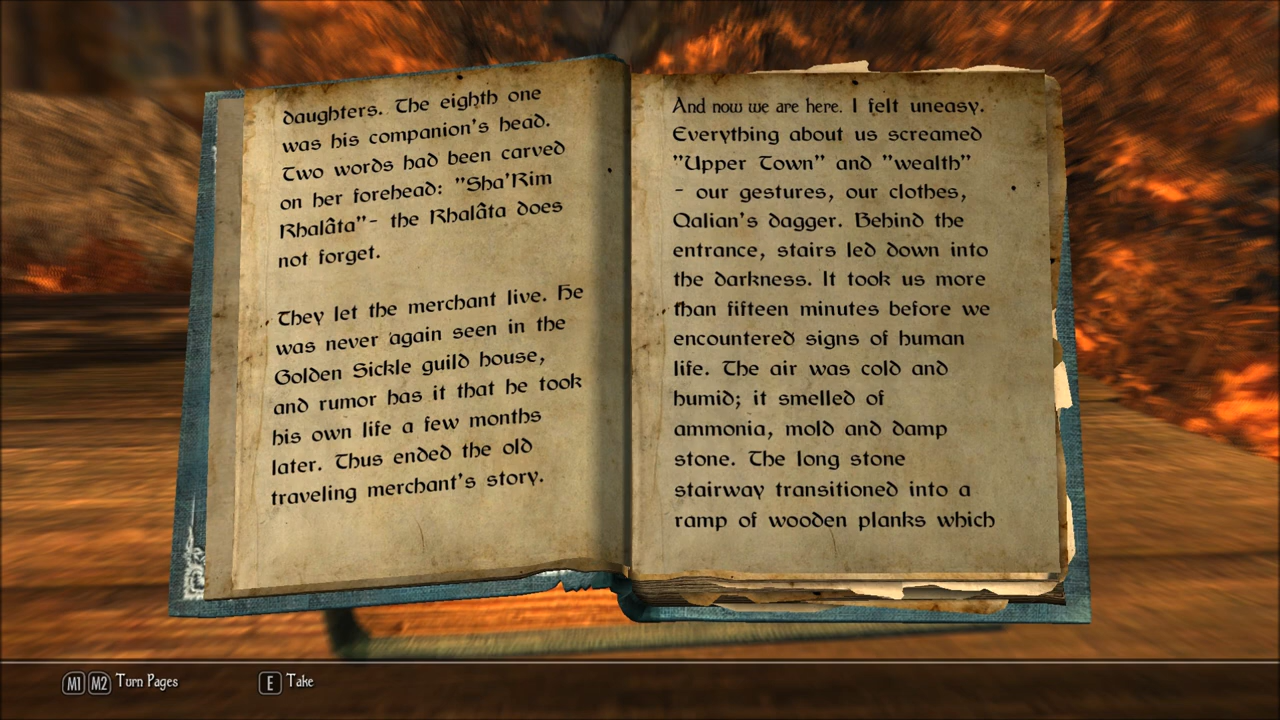 daughters. The eighth one
was his companion's head.
Two words had been carved
on her forehead: "Sha'Rim
Rhalâta"- the Rhalâta does
not forget.
They let the merchant live. He
was never again seen in the
Golden Sickle guild house,
and rumor has it that he took
his own life a few months
later. Thus ended the old
traveling merchant's story.
And now we are here. I felt uneasy.
Everything about us screamed
"Upper Town" and "wealth"
- our gestures, our clothes,
Qalian's dagger. Behind the
entrance, stairs led down into
the darkness. It took us more
than fifteen minutes before we
encountered signs of human
life. The air was cold and
humid; it smelled of
ammonia, mold and damp
stone. The long stone
stairway transitioned into a
ramp of wooden planks which
M1 M2 Turn Pages
E Take